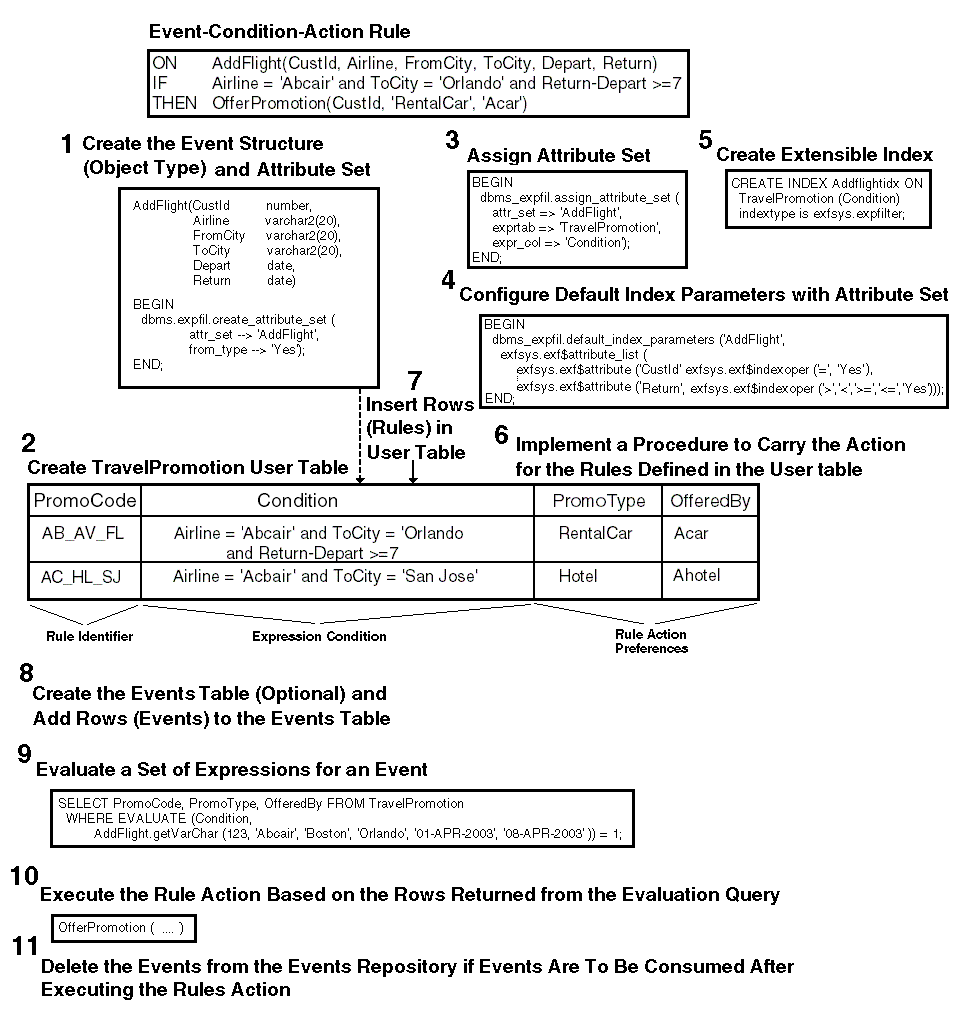 Event-Condition-Action Rule
ON AddFlight(CustId, Airline, FromCity, ToCity, Depart, Return)
IF Airline = 'Abcair' and ToCity = 'Orlando' and Return-Depart >=7
THEN OfferPromotion(CustId, 'RentalCar', 'Acar')
1 Create the Event Structure
(Object Type) and Attribute Set
AddFlight(CustId number,
Airline varchar2(20),
FromCity varchar2(20),
ToCity varchar2(20),
Depart date,
Return date)
BEGIN
dbms.expfil.create_attribute_set (
attr_set --> 'AddFlight',
from_type --> 'Yes');
END;
3 Assign Attribute Set
BEGIN
dbms_expfil.assign_attribute_set (
attr_set => 'AddFlight',
exprtab => 'TravelPromotion',
expr_col => 'Condition');
END;
5 Create Extensible Index
CREATE INDEX Addflightidx ON
TravelPromotion (Condition)
indextype is exfsys.expfilter;
4 Configure Default Index Parameters with Attribute Set
BEGIN
dbms_expfil.default_index_parameters ('AddFlight',
exfsys.exf$attribute_list (
exfsys.exf$attribute ('CustId' exfsys.exf$indexoper ('=', 'Yes'),
exfsys.exf$attribute ('Return', exfsys.exf$indexoper ('>','<','>=','<=','Yes')));
END;
7
Insert Rows
(Rules) in
User Table
2
Create TravelPromotion User Table
6 Implement a Procedure to Carry the Action
for the Rules Defined in the User table
PromoCode Condition PromoType OfferedBy
AB_AV_FL Airline = 'Abcair' and ToCity = 'Orlando RentalCar Acar
and Return-Depart >=7
AC_HL_SJ Airline = 'Acbair' and ToCity = 'San Jose' Hotel Ahotel
Rule Identifier Expression Condition Rule Action
Preferences
8
Create the Events Table (Optional) and
Add Rows (Events) to the Events Table
9
Evaluate a Set of Expressions for an Event
SELECT PromoCode, PromoType, OfferedBy FROM TravelPromotion
WHERE EVALUATE (Condition,
AddFlight.getVarChar (123, 'Abcair', 'Boston', 'Orlando', '01-APR-2003', '08-APR-2003' )) = 1;
10
Execute the Rule Action Based on the Rows Returned from the Evaluation Query
OfferPromotion ( .... )
11
Delete the Events from the Events Repository if Events Are To Be Consumed After
Executing the Rules Action